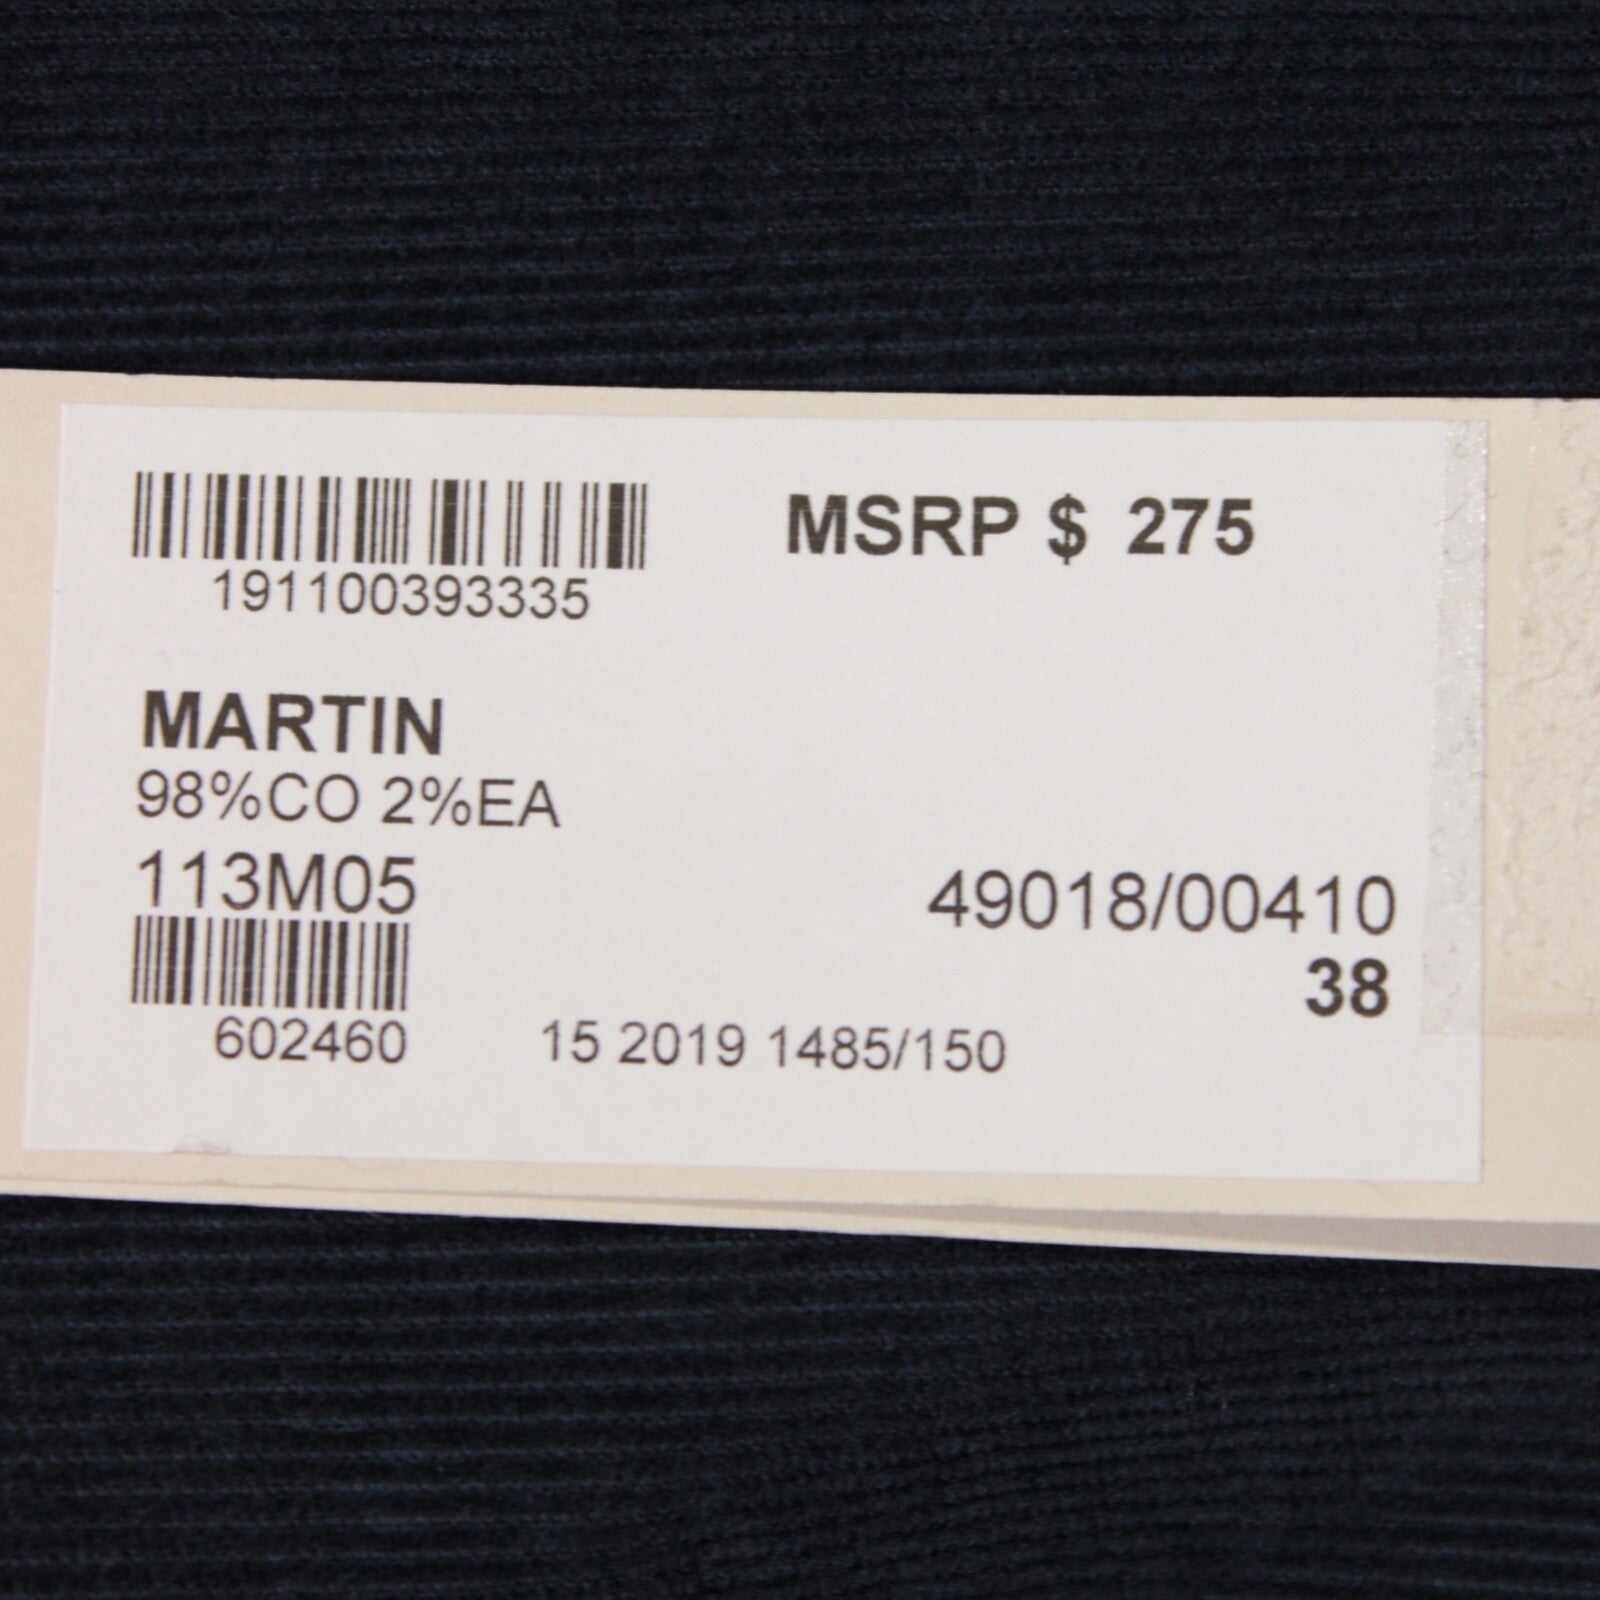 MSRP $ 275
191100393335
MARTIN
98%CO 2%EA
113M05
49018/00410
38
602460
15 2019 1485/150